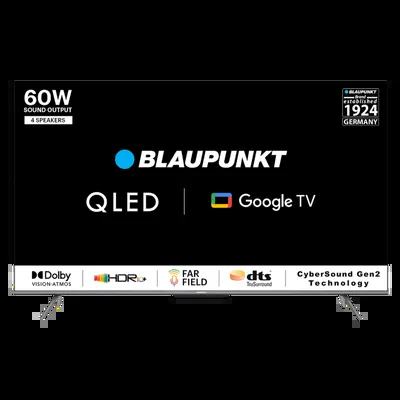 60W
SOUND OUTPUT
4 SPEAKERS
BLAUPUNKT
Brand
established
1924
GERMANY
BLAUPUNKT
QLED
Google TV
Dolby
VISION·ATMOS
HDR10+
FAR
FIELD
dts
TruSurround
CyberSound Gen2
Technology